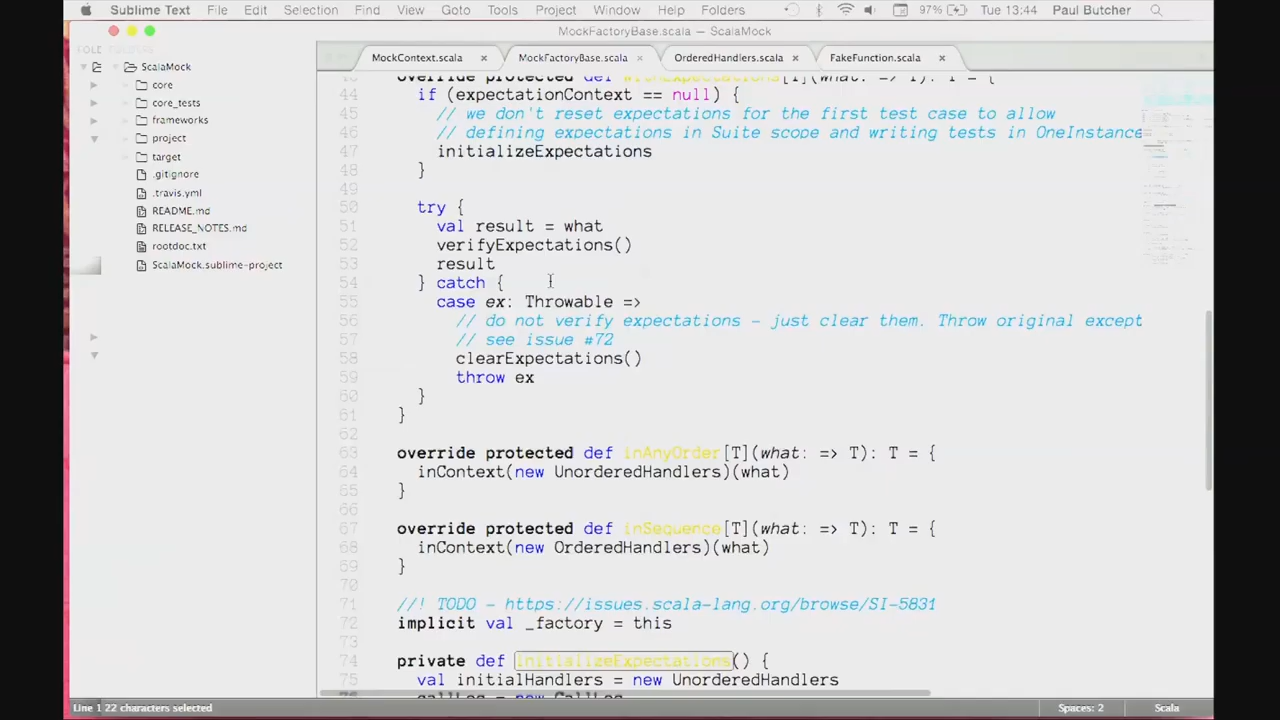 Sublime Text File Edit Selection Find View Goto Tools Project Window Help Folders 97% Tue 13:44 Paul Butcher
MockFactoryBase.scala — ScalaMock
MockContext.scala × MockFactoryBase.scala × OrderedHandlers.scala × FakeFunction.scala ×
ScalaMock
core
core_tests
frameworks
project
target
.gitignore
.travis.yml
README.md
RELEASE_NOTES.md
rootdoc.txt
ScalaMock.sublime-project
override protected def withExpectations[T](what: => T): T = {
44 if (expectationContext == null) {
45 // we don't reset expectations for the first test case to allow
46 // defining expectations in Suite scope and writing tests in OneInstance
47 initializeExpectations
48 }
49
50 try {
51 val result = what
52 verifyExpectations()
53 result
54 } catch {
55 case ex: Throwable =>
56 // do not verify expectations - just clear them. Throw original except
57 // see issue #72
58 clearExpectations()
59 throw ex
60 }
61 }
62
63 override protected def inAnyOrder[T](what: => T): T = {
64 inContext(new UnorderedHandlers)(what)
65 }
66
67 override protected def inSequence[T](what: => T): T = {
68 inContext(new OrderedHandlers)(what)
69 }
70
71 //! TODO - https://issues.scala-lang.org/browse/SI-5831
72 implicit val _factory = this
73
74 private def initializeExpectations() {
75 val initialHandlers = new UnorderedHandlers
76 callLog = new CallLog
Line 1 22 characters selected Spaces: 2 Scala